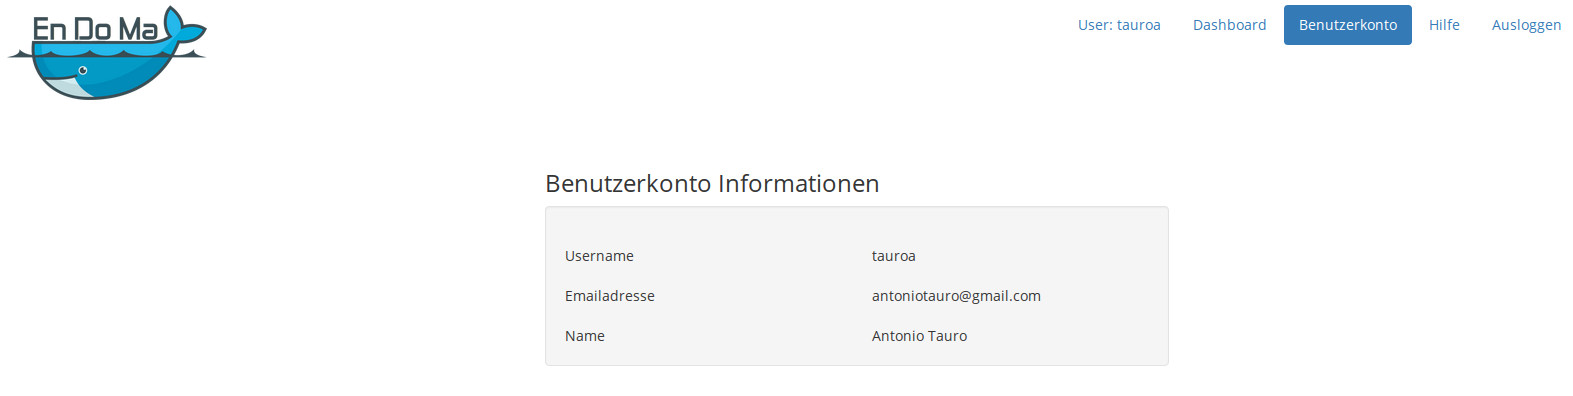 En Do Ma
User: tauroa Dashboard Benutzerkonto Hilfe Ausloggen
Benutzerkonto Informationen
Username tauroa
Emailadresse antoniotauro@gmail.com
Name Antonio Tauro